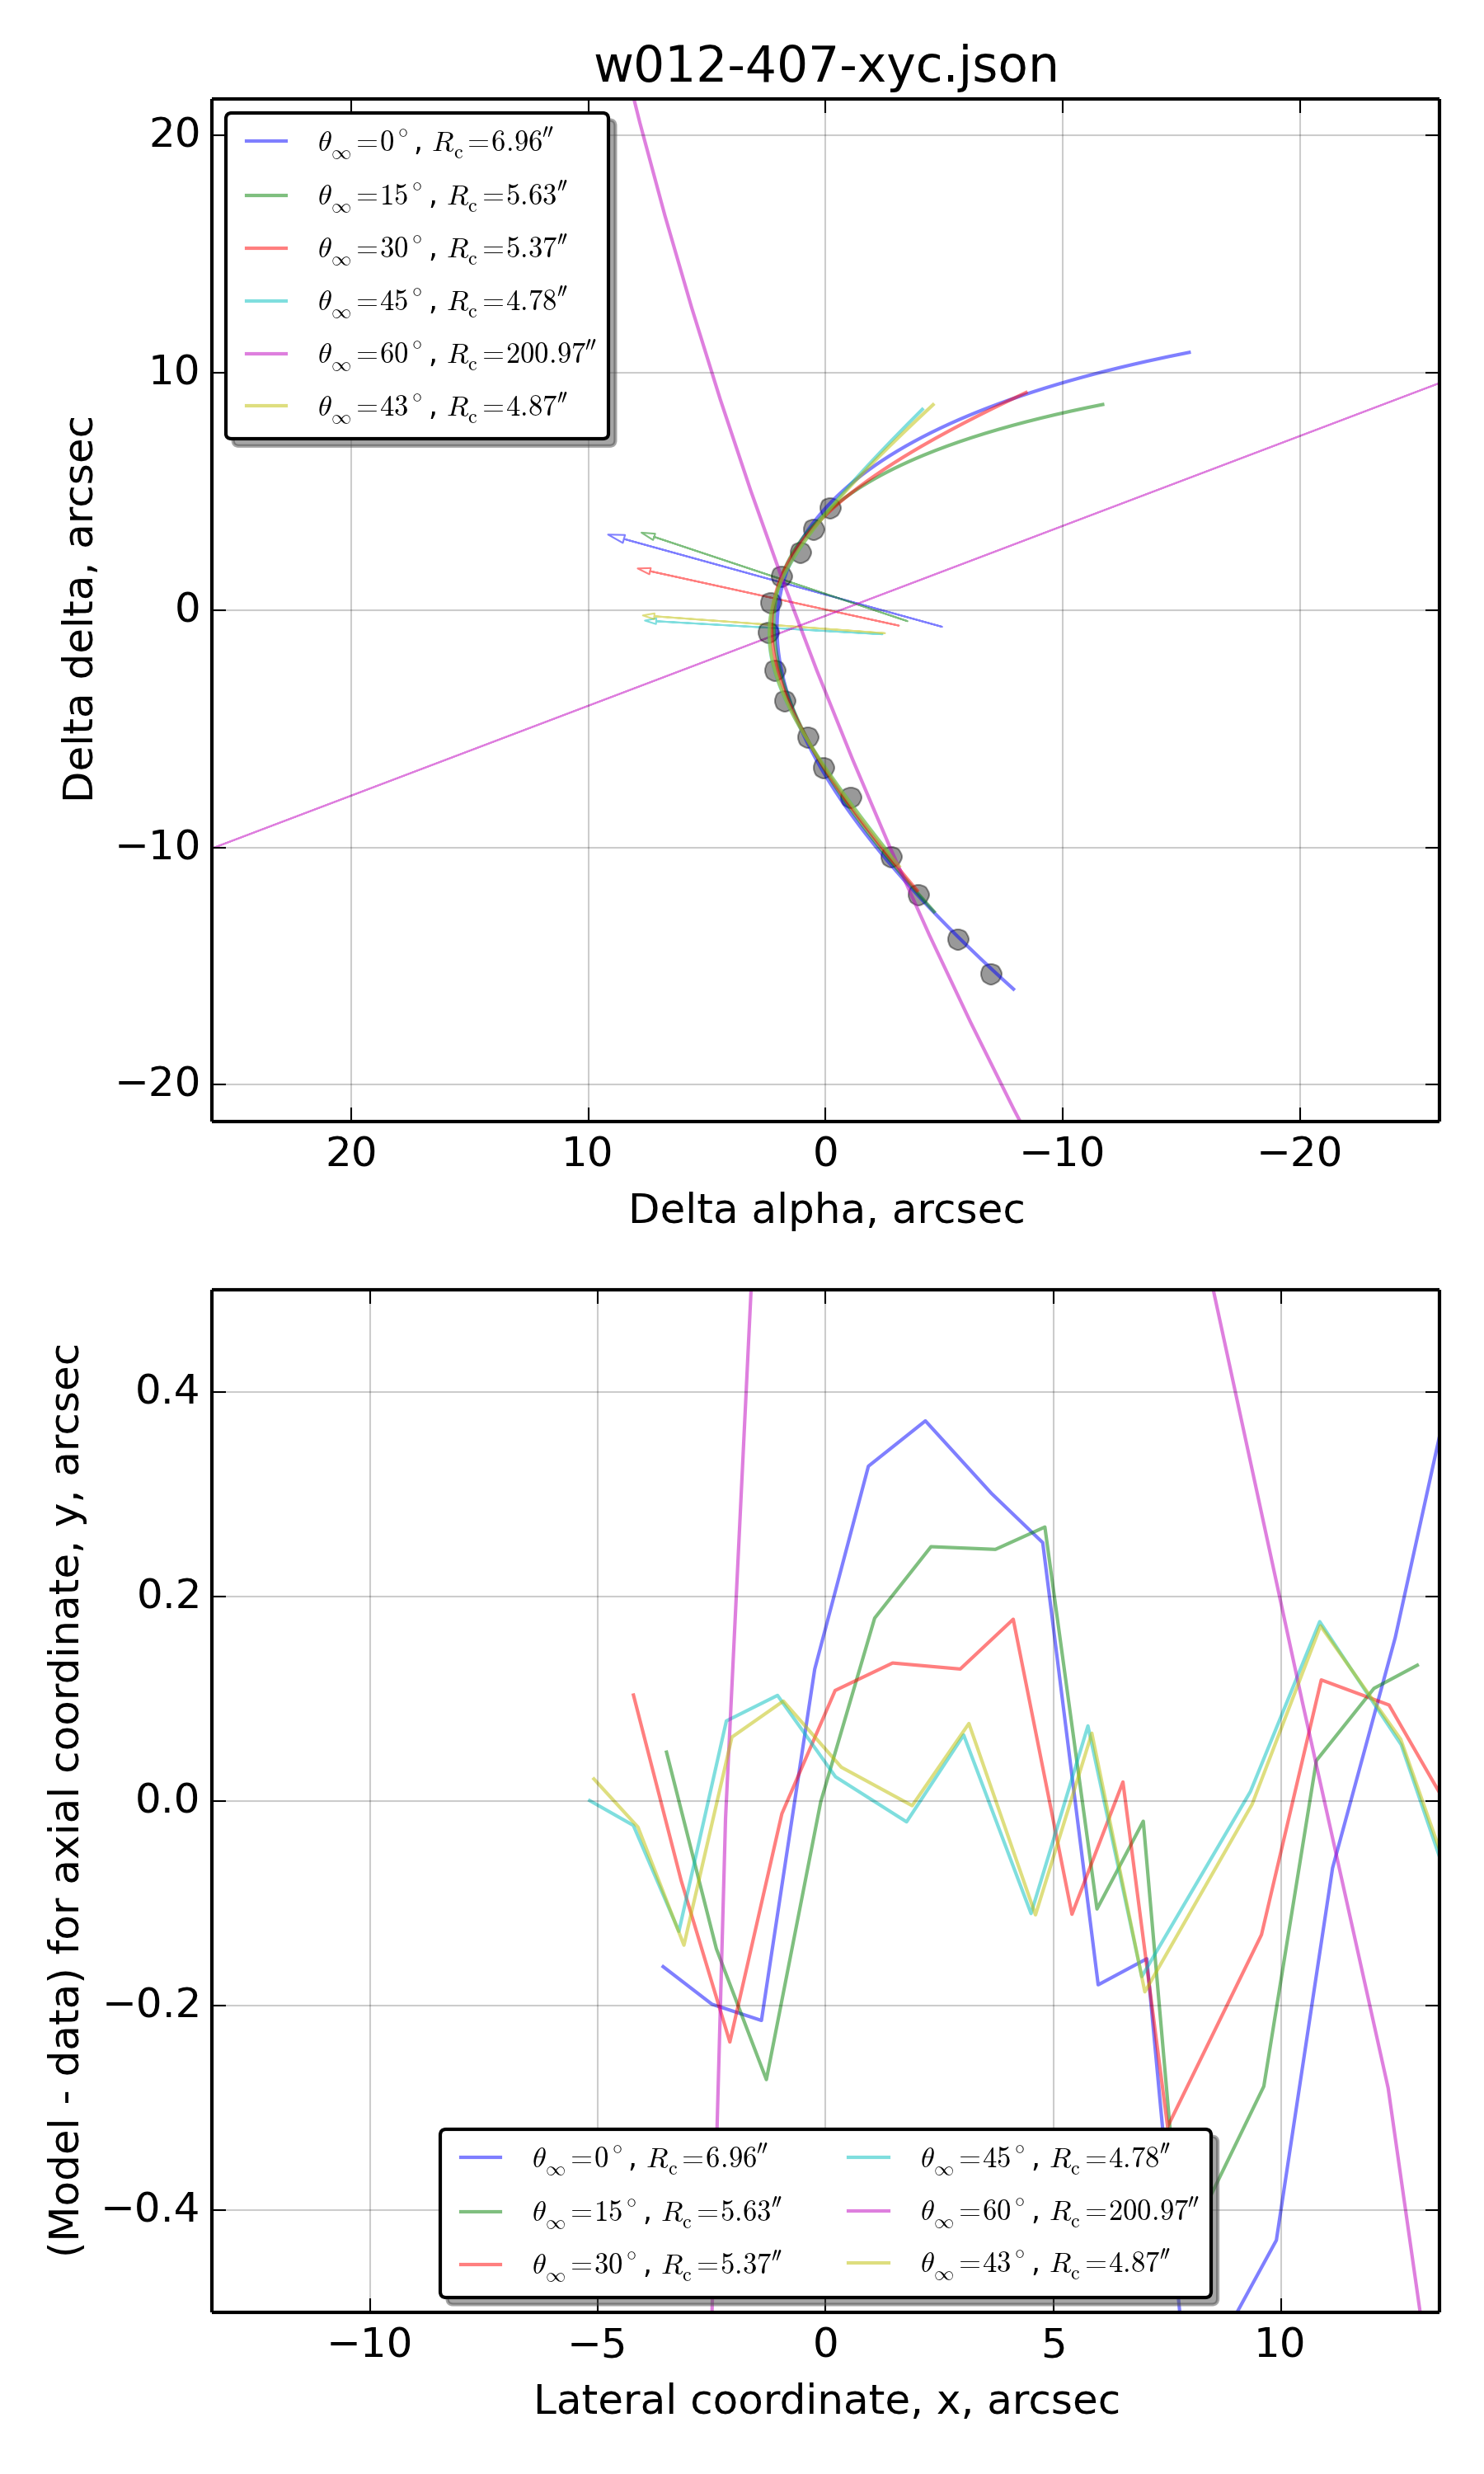 w012-407-xyc.json
θ∞=0°, Rc=6.96″
θ∞=15°, Rc=5.63″
θ∞=30°, Rc=5.37″
θ∞=45°, Rc=4.78″
θ∞=60°, Rc=200.97″
θ∞=43°, Rc=4.87″
20
10
0
−10
−20
Delta delta, arcsec
20 10 0 −10 −20
Delta alpha, arcsec
0.4
0.2
0.0
−0.2
−0.4
(Model - data) for axial coordinate, y, arcsec
θ∞=0°, Rc=6.96″ θ∞=45°, Rc=4.78″
θ∞=15°, Rc=5.63″ θ∞=60°, Rc=200.97″
θ∞=30°, Rc=5.37″ θ∞=43°, Rc=4.87″
−10 −5 0 5 10
Lateral coordinate, x, arcsec